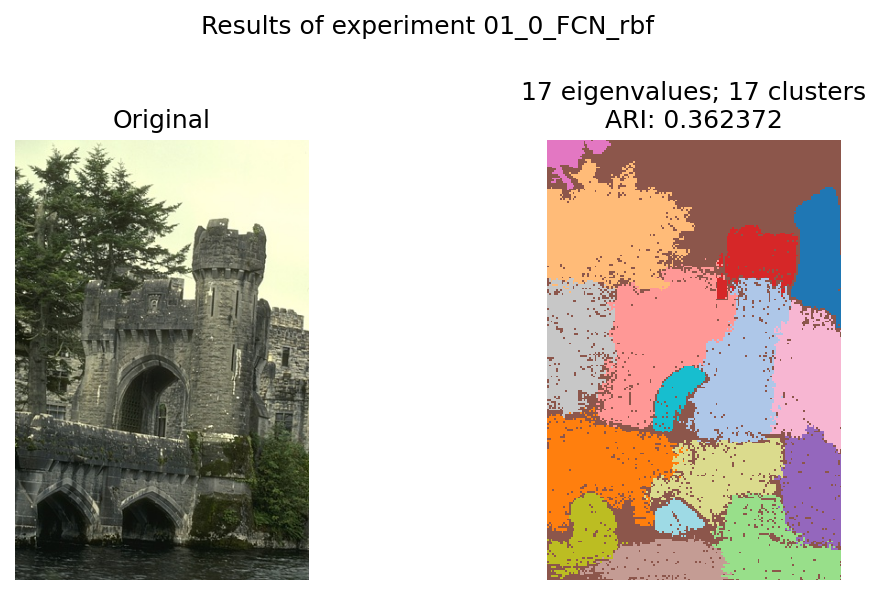 Results of experiment 01_0_FCN_rbf
Original
17 eigenvalues; 17 clusters
ARI: 0.362372